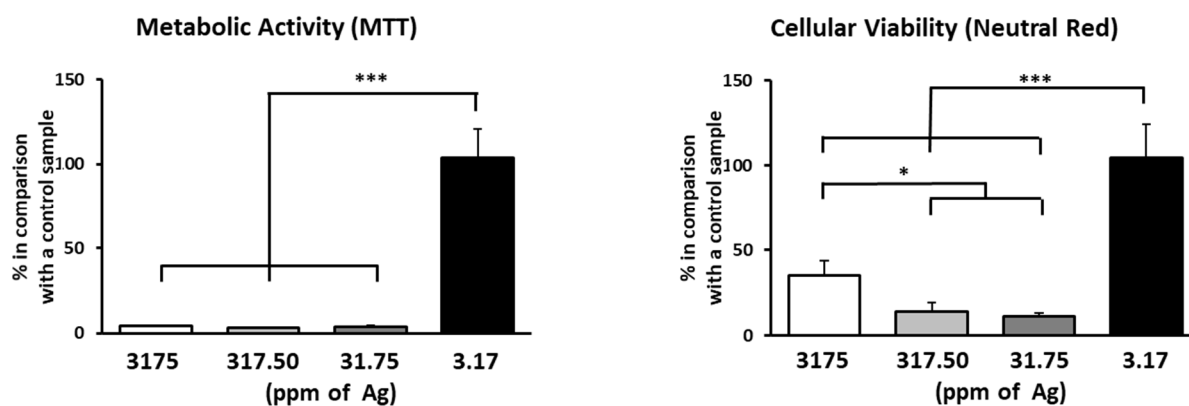 Metabolic Activity (MTT)
% in comparison
with a control sample
150
100
50
0
***
3175 317.50 31.75 3.17
(ppm of Ag)
Cellular Viability (Neutral Red)
% in comparison
with a control sample
150
100
50
0
***
*
3175 317.50 31.75 3.17
(ppm of Ag)